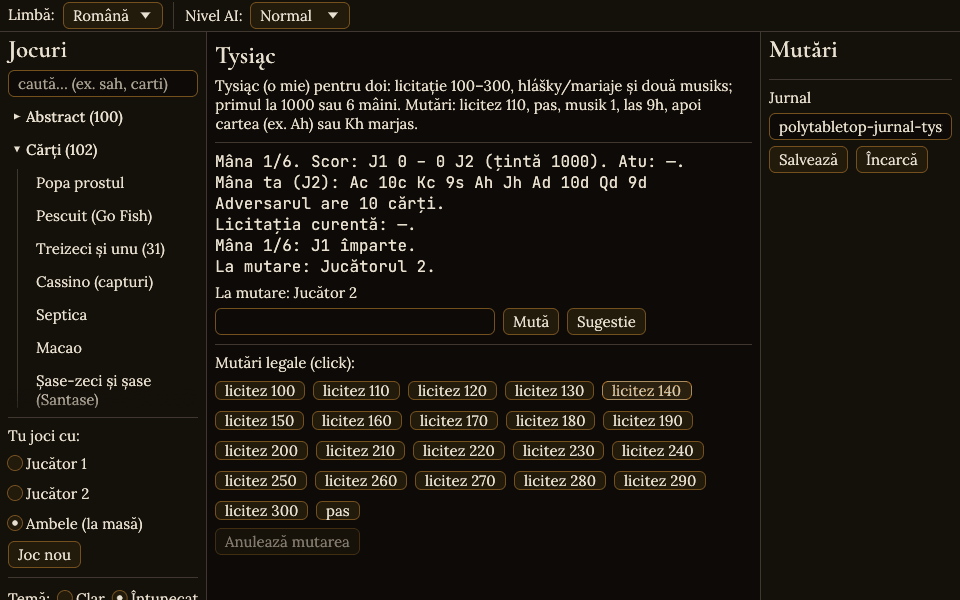 Limbă: Română ▼ Nivel AI: Normal ▼
Jocuri
caută... (ex. sah, carti)
▸ Abstract (100)
▾ Cărți (102)
Popa prostul
Pescuit (Go Fish)
Treizeci și unu (31)
Cassino (capturi)
Septica
Macao
Șase-zeci și șase
(Santase)
Tu joci cu:
Jucător 1
Jucător 2
Ambele (la masă)
Joc nou
Temă: Clar Întunecat
Tysiąc
Tysiąc (o mie) pentru doi: licitație 100–300, hlášky/mariaje și două musiks;
primul la 1000 sau 6 mâini. Mutări: licitez 110, pas, musik 1, las 9h, apoi
cartea (ex. Ah) sau Kh marjas.
Mâna 1/6. Scor: J1 0 – 0 J2 (țintă 1000). Atu: —.
Mâna ta (J2): Ac 10c Kc 9s Ah Jh Ad 10d Qd 9d
Adversarul are 10 cărți.
Licitația curentă: —.
Mâna 1/6: J1 împarte.
La mutare: Jucătorul 2.
La mutare: Jucător 2
Mută Sugestie
Mutări legale (click):
licitez 100 licitez 110 licitez 120 licitez 130 licitez 140
licitez 150 licitez 160 licitez 170 licitez 180 licitez 190
licitez 200 licitez 210 licitez 220 licitez 230 licitez 240
licitez 250 licitez 260 licitez 270 licitez 280 licitez 290
licitez 300 pas
Anulează mutarea
Mutări
Jurnal
polytabletop-jurnal-tys
Salvează Încarcă